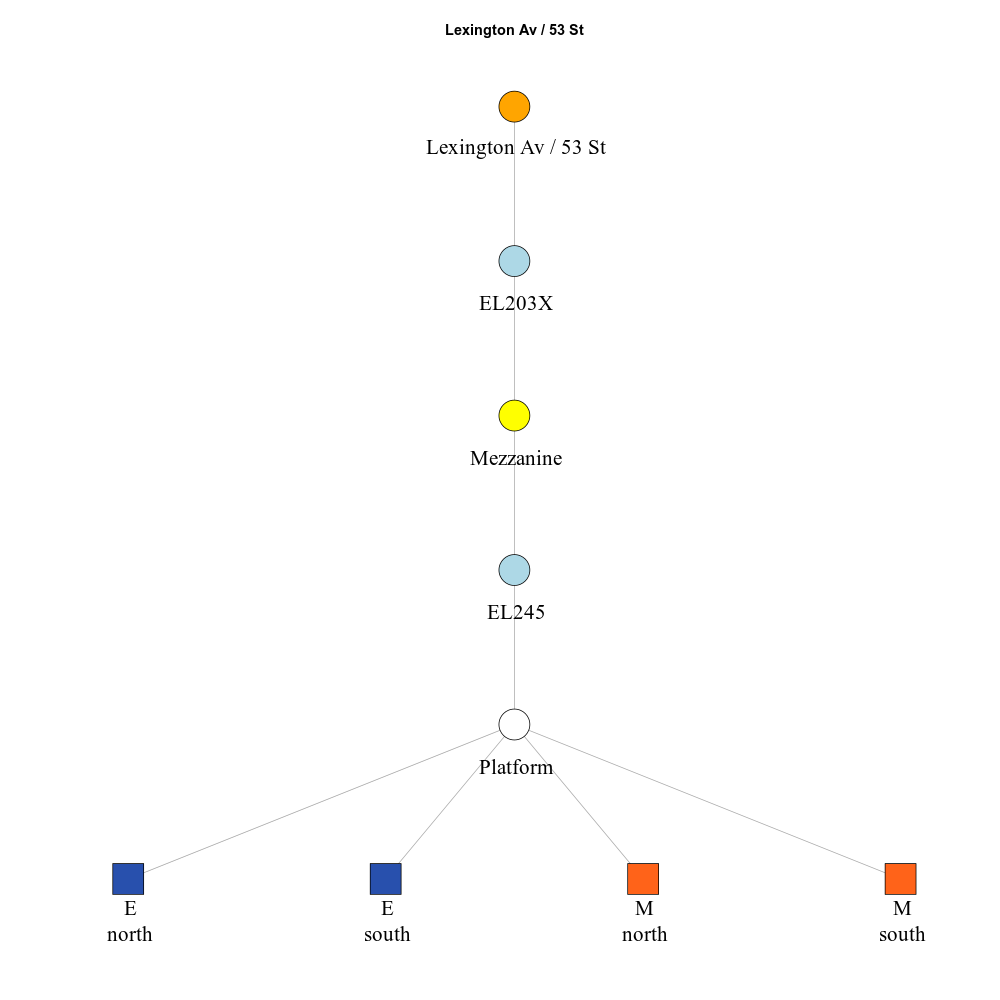 Lexington Av / 53 St
Lexington Av / 53 St
EL203X
Mezzanine
EL245
Platform
E
north
E
south
M
north
M
south